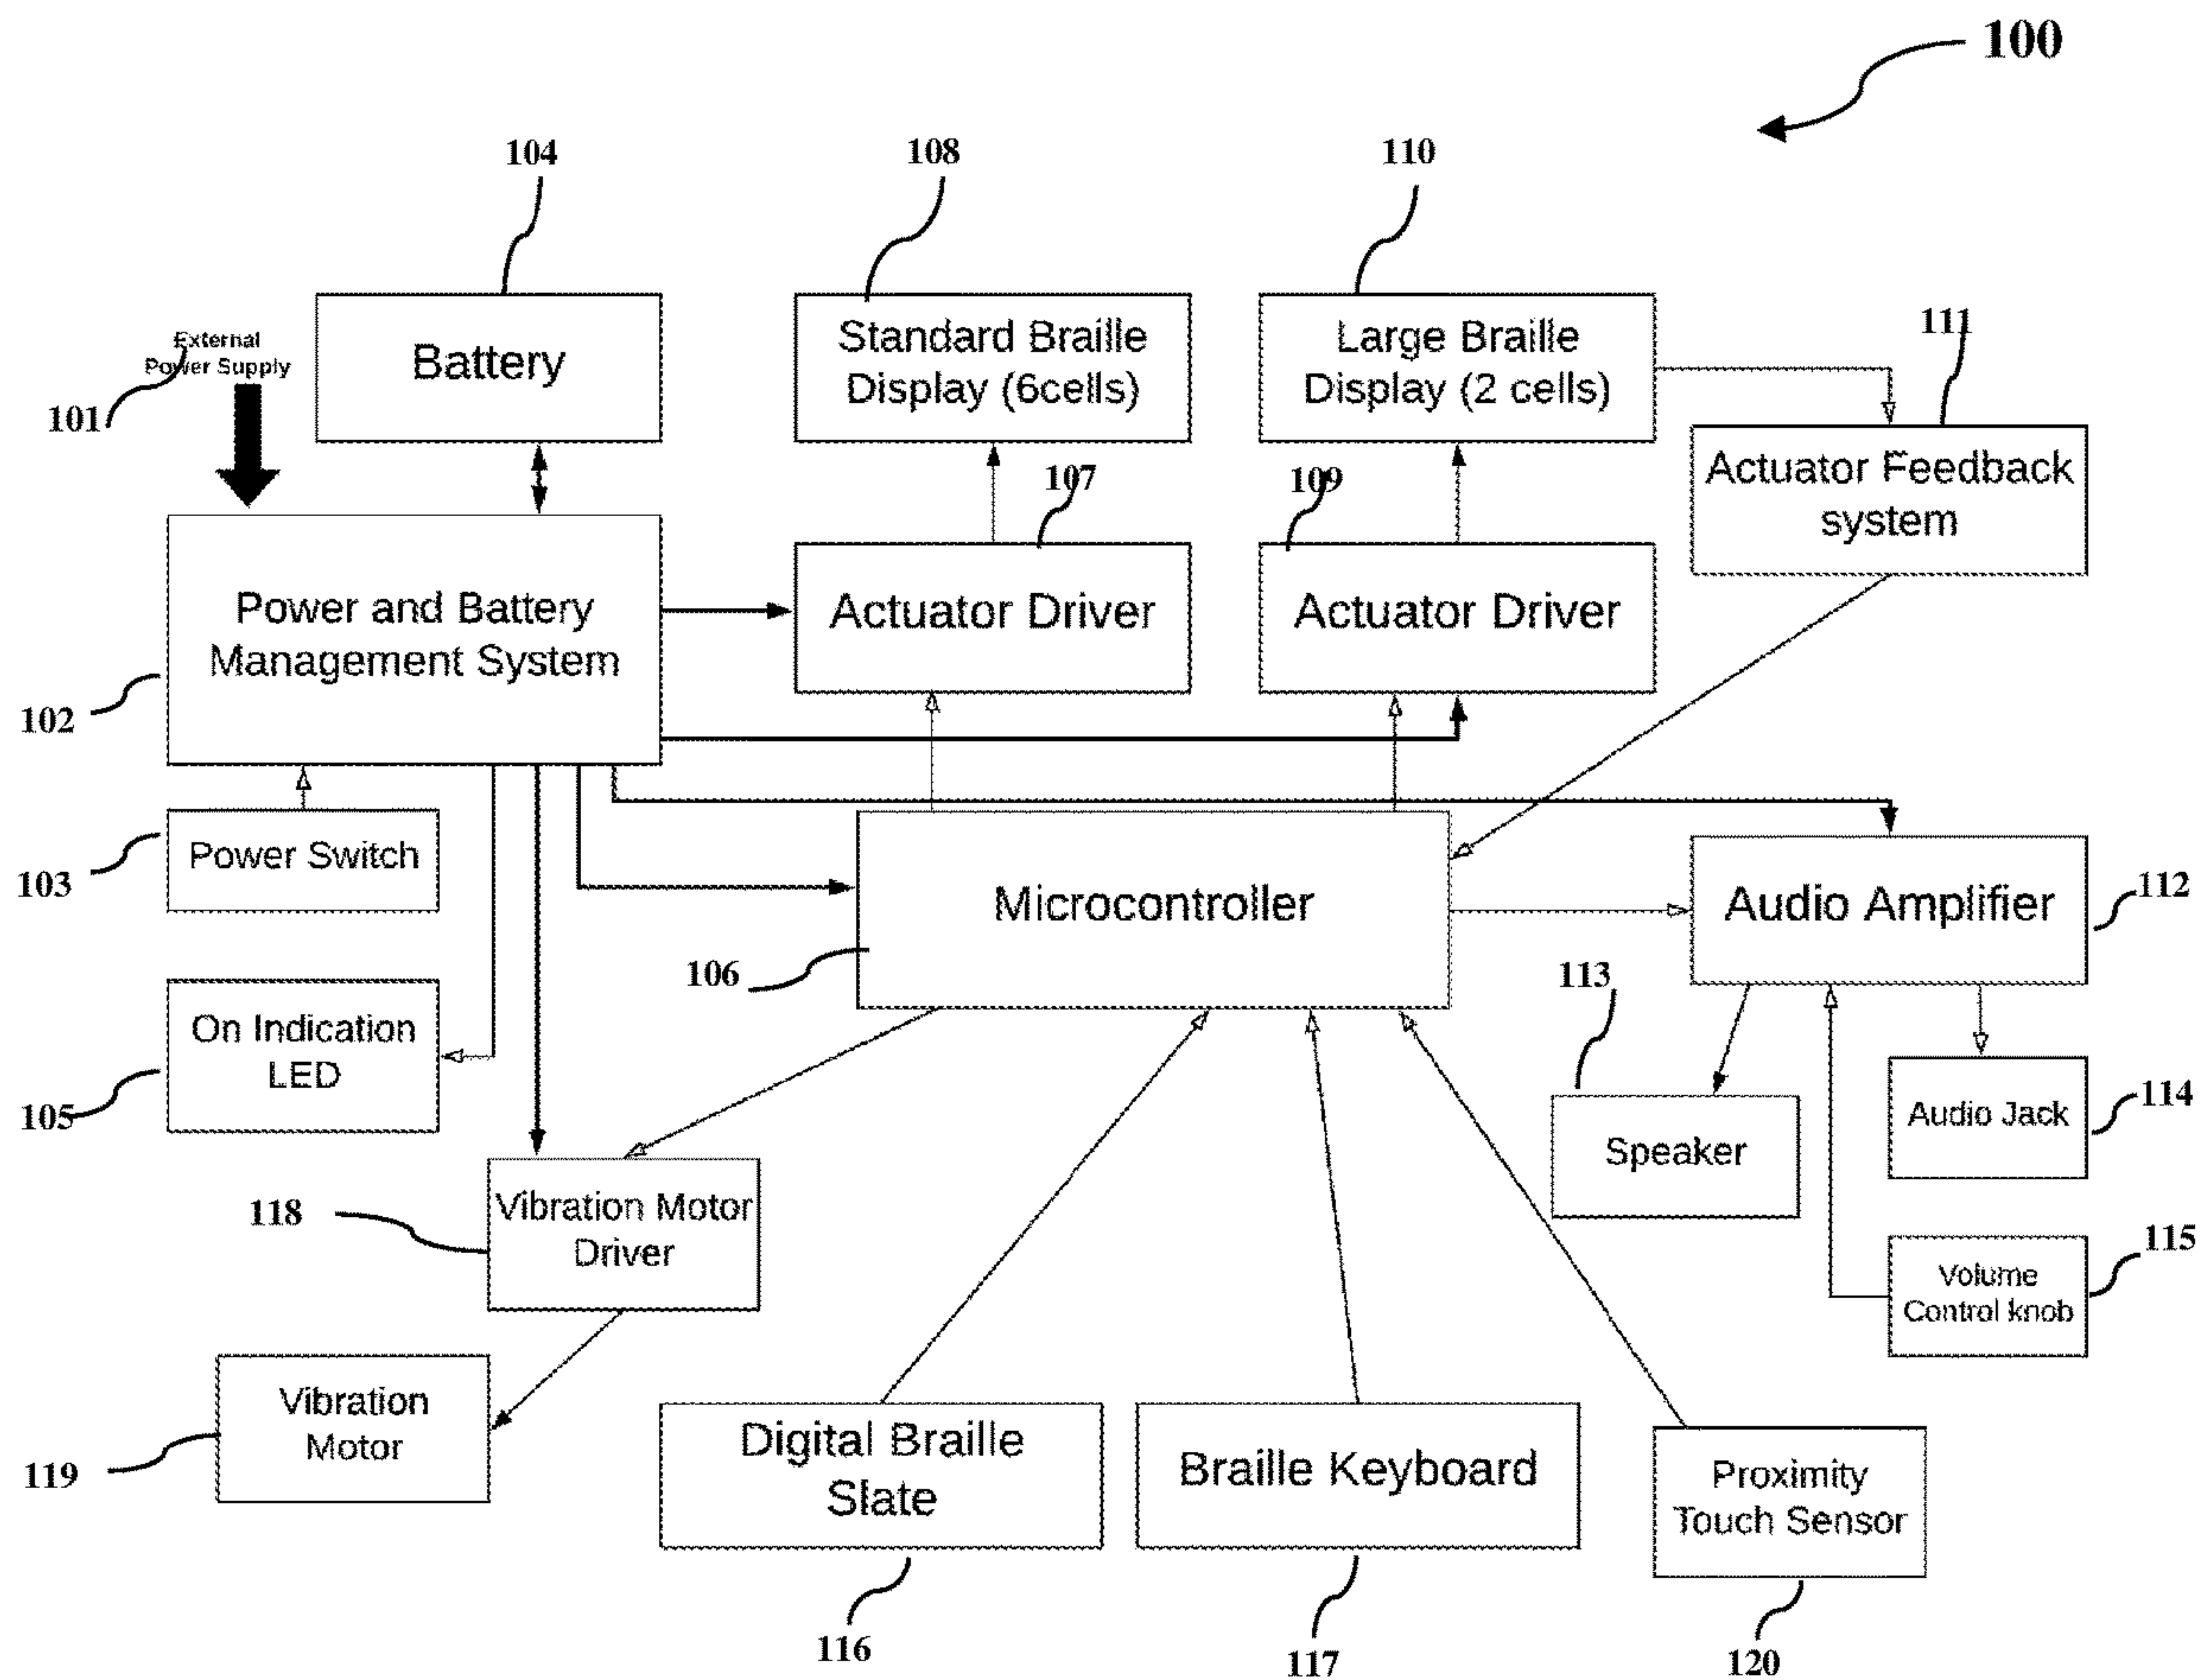 100
104
108
110
External
Power Supply
101
Battery
Standard Braille
Display (6cells)
Large Braille
Display (2 cells)
111
Actuator Feedback
system
107
109
Power and Battery
Management System
Actuator Driver
Actuator Driver
102
Power Switch
103
Microcontroller
106
Audio Amplifier
112
On Indication
LED
105
113
Speaker
Audio Jack
114
Vibration Motor
Driver
118
Volume
Control knob
115
Vibration
Motor
119
Digital Braille
Slate
Braille Keyboard
Proximity
Touch Sensor
116
117
120